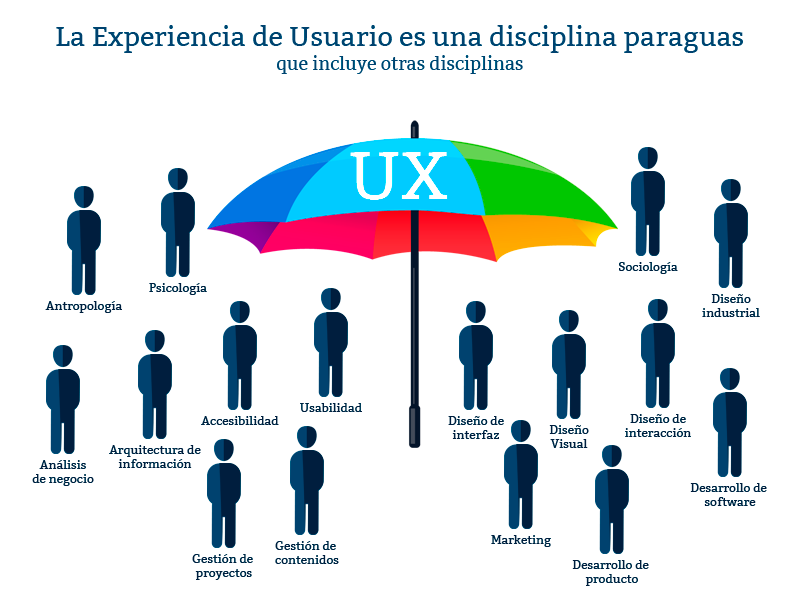 La Experiencia de Usuario es una disciplina paraguas
que incluye otras disciplinas
UX
Antropología
Psicología
Sociología
Diseño
industrial
Accesibilidad
Usabilidad
Diseño de
interfaz
Diseño
Visual
Diseño de
interacción
Análisis
de negocio
Arquitectura de
información
Desarrollo de
software
Gestión de
proyectos
Gestión de
contenidos
Marketing
Desarrollo de
producto